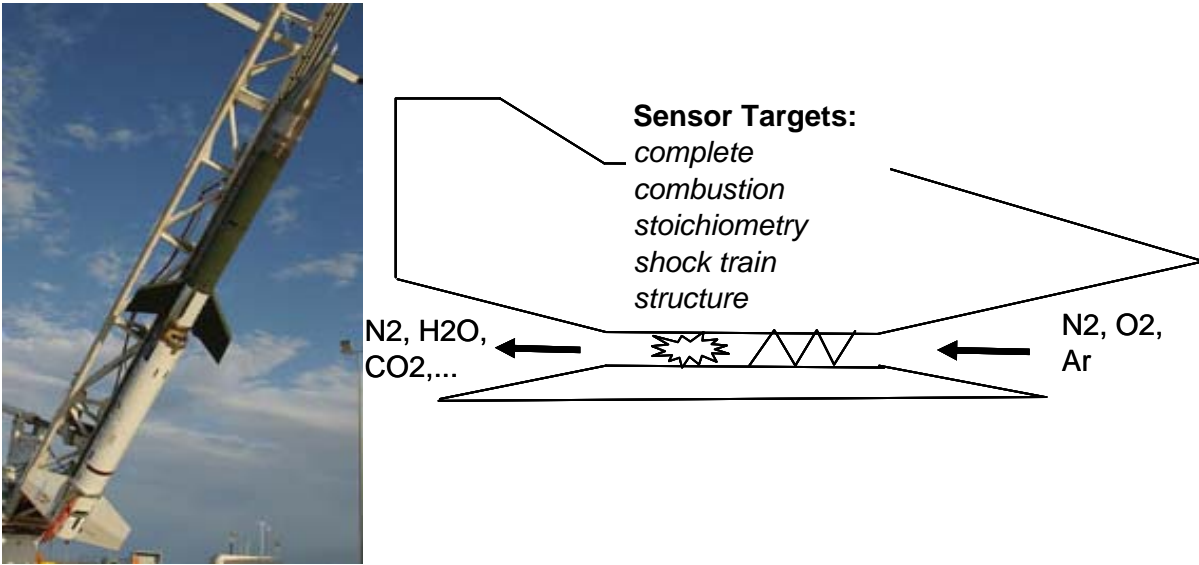 Sensor Targets:
complete
combustion
stoichiometry
shock train
structure
N2, H2O,
CO2,...
N2, O2,
Ar